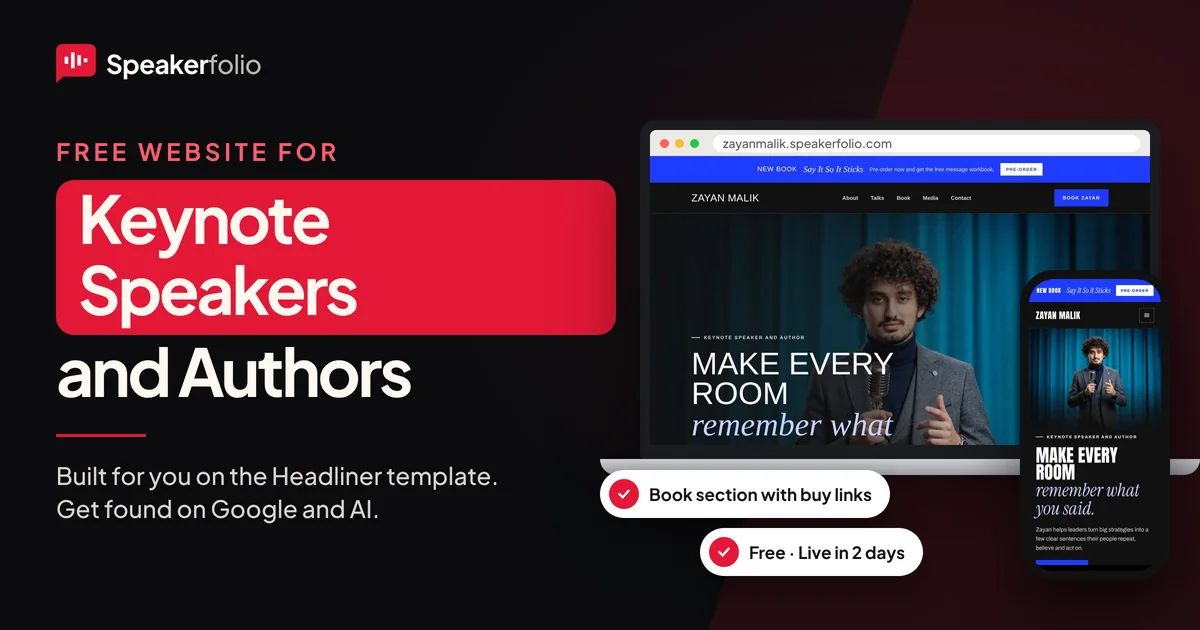 Speakerfolio
FREE WEBSITE FOR
Keynote
Speakers
and Authors
Built for you on the Headliner template.
Get found on Google and AI.
zayanmalik.speakerfolio.com
NEW BOOK Say It So It Sticks Pre-order now and get the free message workbook. PRE-ORDER
ZAYAN MALIK About Talks Book Media Contact BOOK ZAYAN
KEYNOTE SPEAKER AND AUTHOR
MAKE EVERY
ROOM
remember what
NEW BOOK Say It So It Sticks PRE-ORDER
ZAYAN MALIK
KEYNOTE SPEAKER AND AUTHOR
MAKE EVERY
ROOM
remember what
you said.
Zayan helps leaders turn big strategies into a
few clear sentences their people repeat,
believe and act on.
Book section with buy links
Free · Live in 2 days